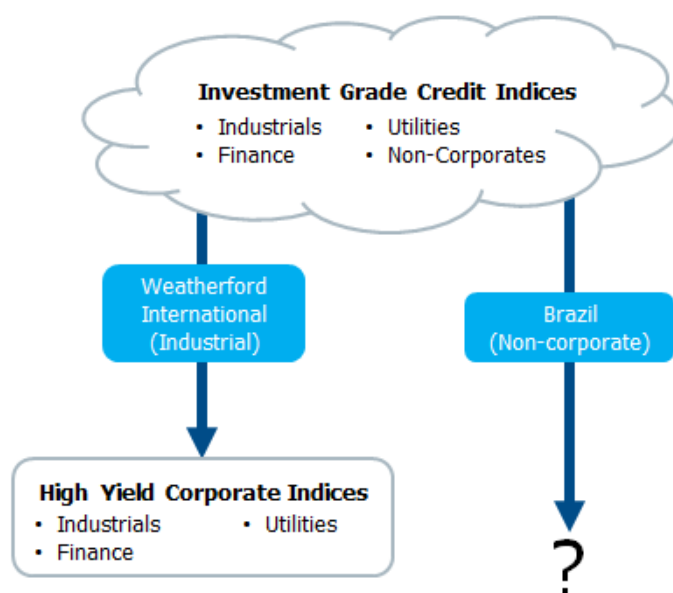 Investment Grade Credit Indices
• Industrials • Utilities
• Finance • Non-Corporates
Weatherford
International
(Industrial)
Brazil
(Non-corporate)
High Yield Corporate Indices
• Industrials • Utilities
• Finance
?